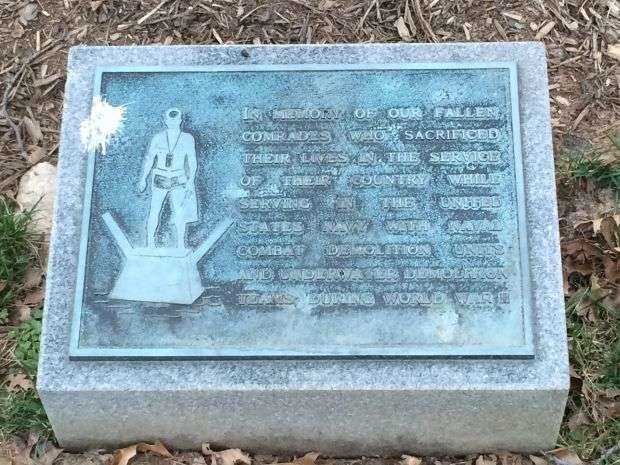 IN MEMORY OF OUR FALLEN
COMRADES WHO SACRIFICED
THEIR LIVES IN THE SERVICE
OF THEIR COUNTRY WHILE
SERVING IN THE UNITED
STATES NAVY WITH NAVAL
COMBAT DEMOLITION UNITS
AND UNDERWATER DEMOLITION
TEAMS DURING WORLD WAR II